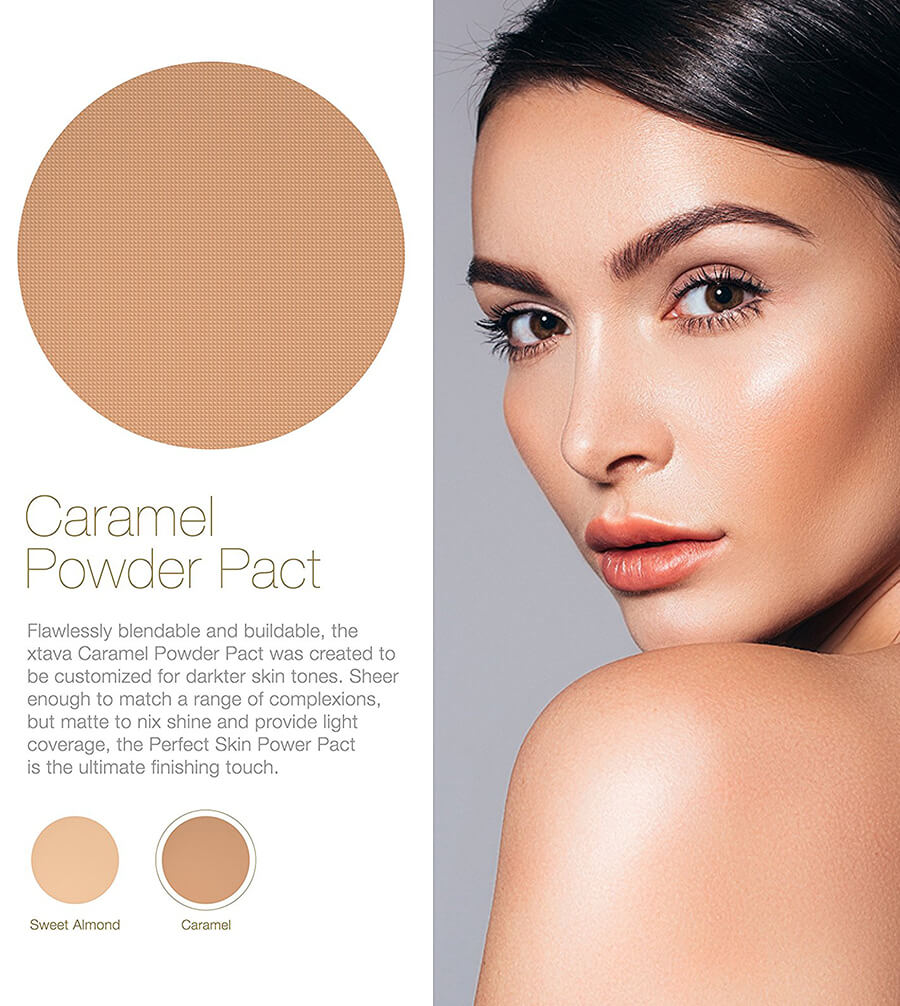 Caramel
Powder Pact
Flawlessly blendable and buildable, the
xtava Caramel Powder Pact was created to
be customized for darkter skin tones. Sheer
enough to match a range of complexions,
but matte to nix shine and provide light
coverage, the Perfect Skin Power Pact
is the ultimate finishing touch.
Sweet Almond
Caramel